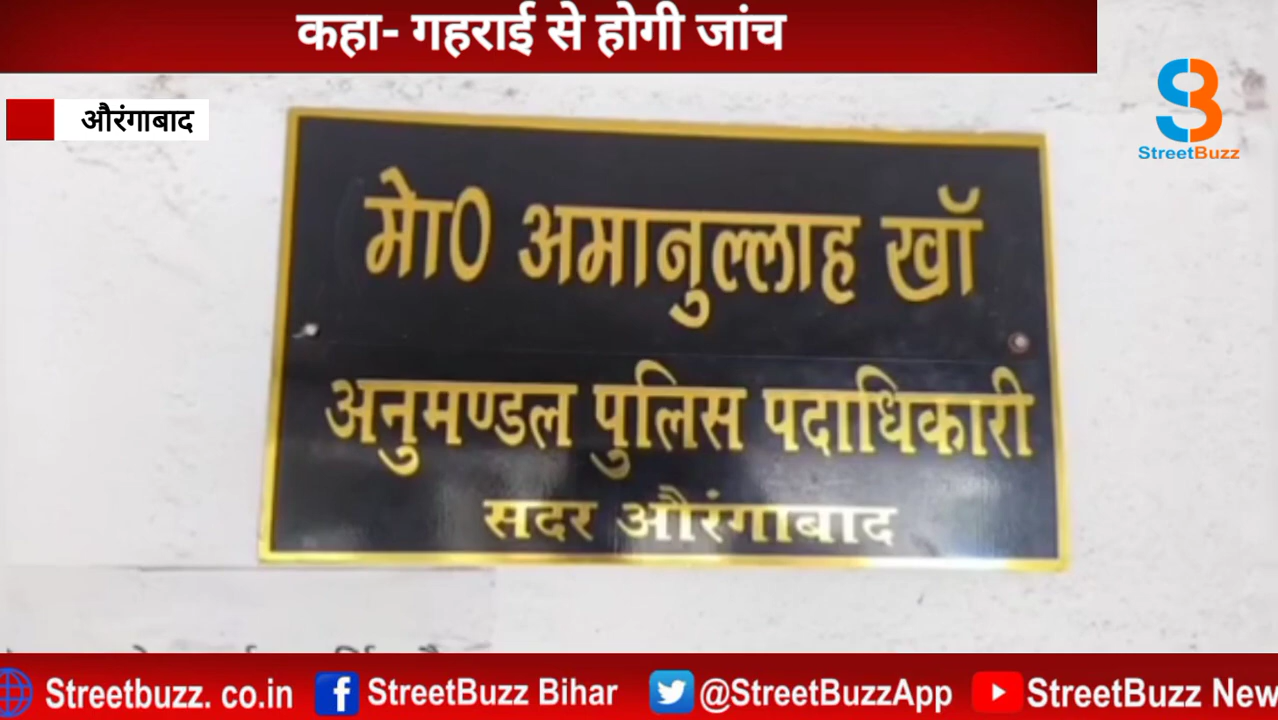 कहा- गहराई से होगी जांच
औरंगाबाद
StreetBuzz
मो0 अमानुल्लाह खॉ
अनुमण्डल पुलिस पदाधिकारी
सदर औरंगाबाद
Streetbuzz. co.in StreetBuzz Bihar @StreetBuzzApp StreetBuzz New